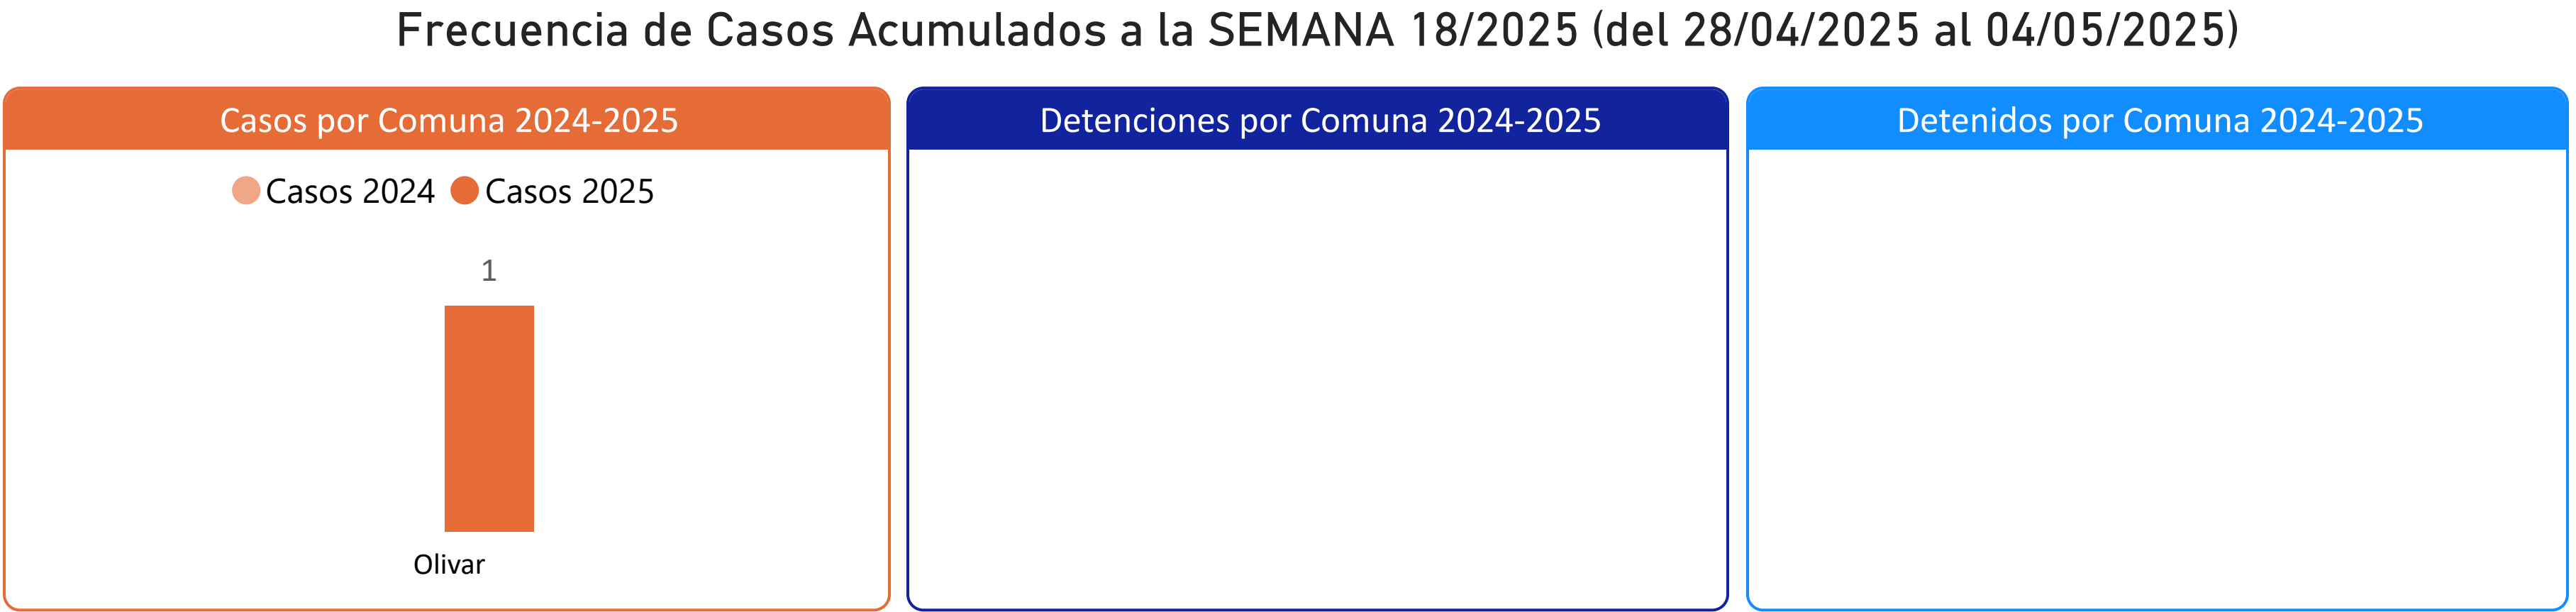 Frecuencia de Casos Acumulados a la SEMANA 18/2025 (del 28/04/2025 al 04/05/2025)
Casos por Comuna 2024-2025
Casos 2024 Casos 2025
1
Olivar
Detenciones por Comuna 2024-2025
Detenidos por Comuna 2024-2025